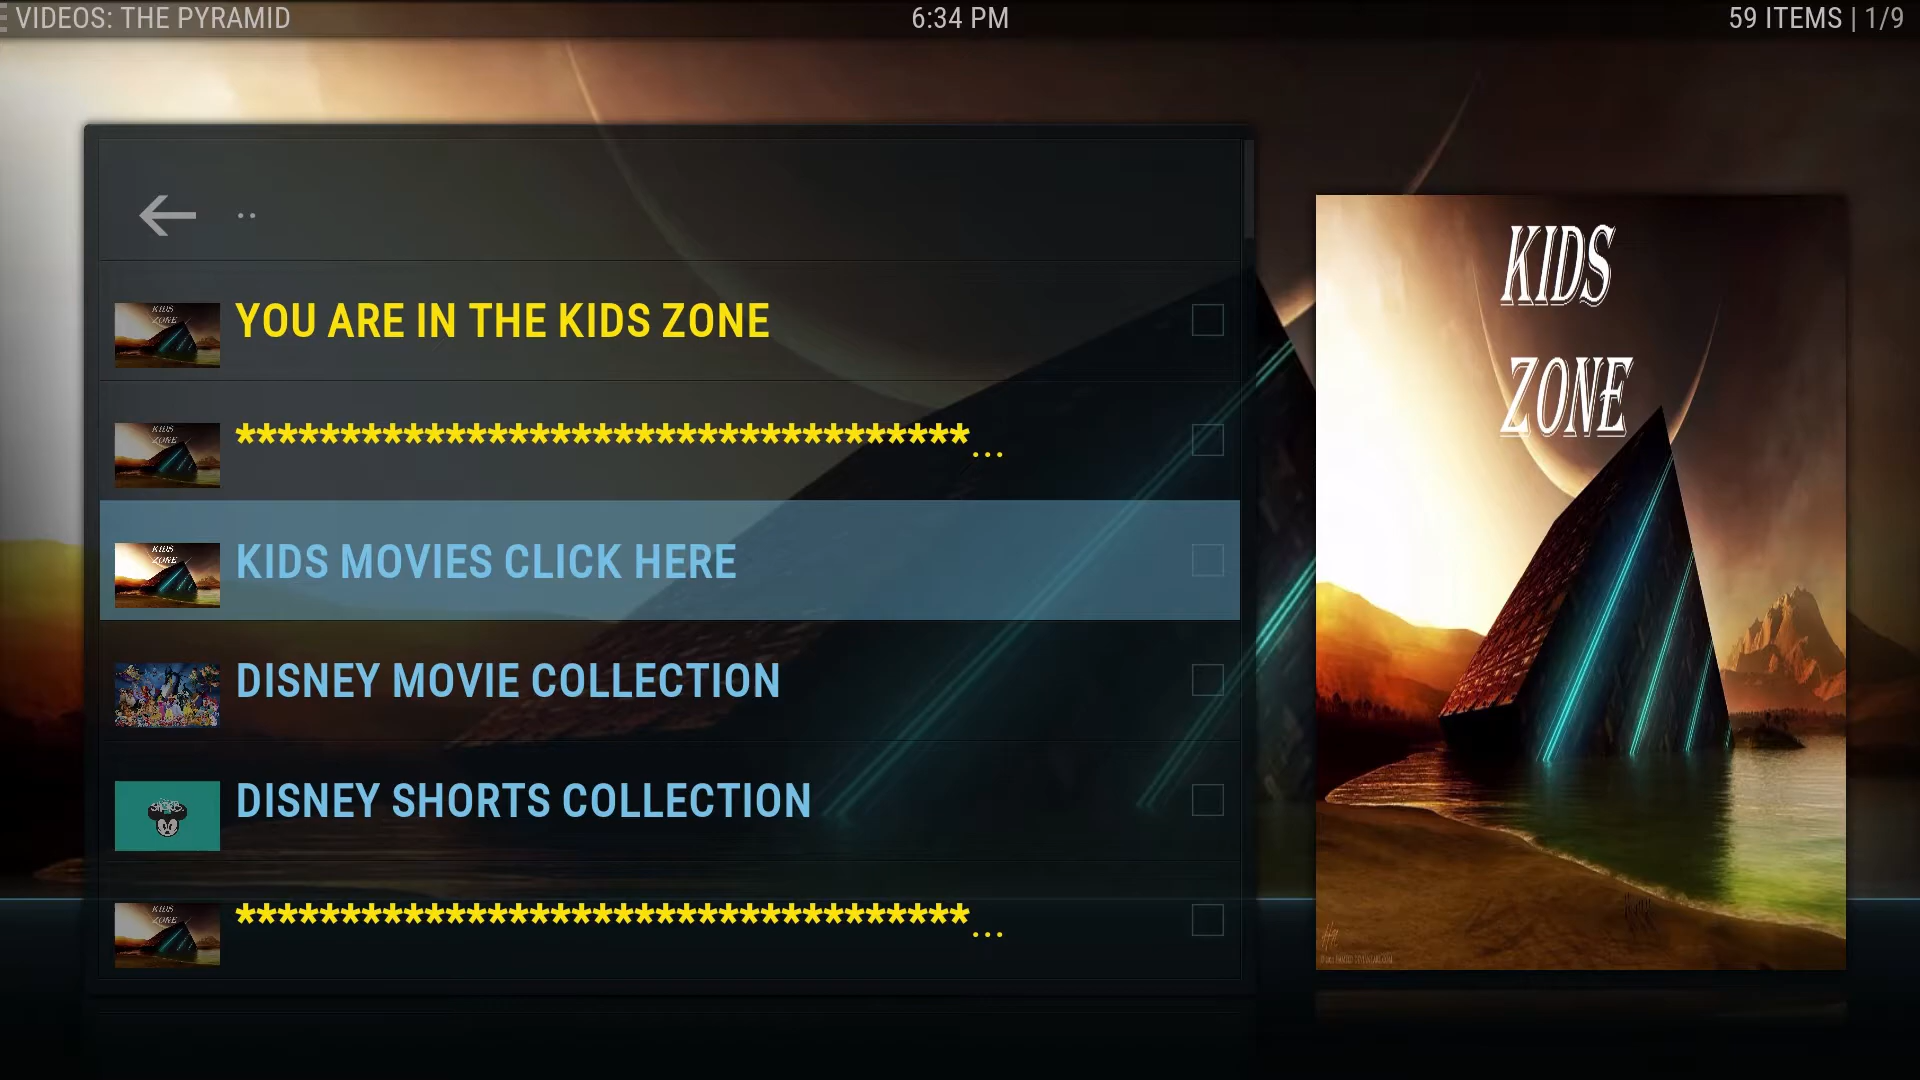 VIDEOS: THE PYRAMID
6:34 PM
59 ITEMS | 1/9
..
YOU ARE IN THE KIDS ZONE
***********************************...
KIDS MOVIES CLICK HERE
DISNEY MOVIE COLLECTION
DISNEY SHORTS COLLECTION
***********************************...
KIDS
ZONE